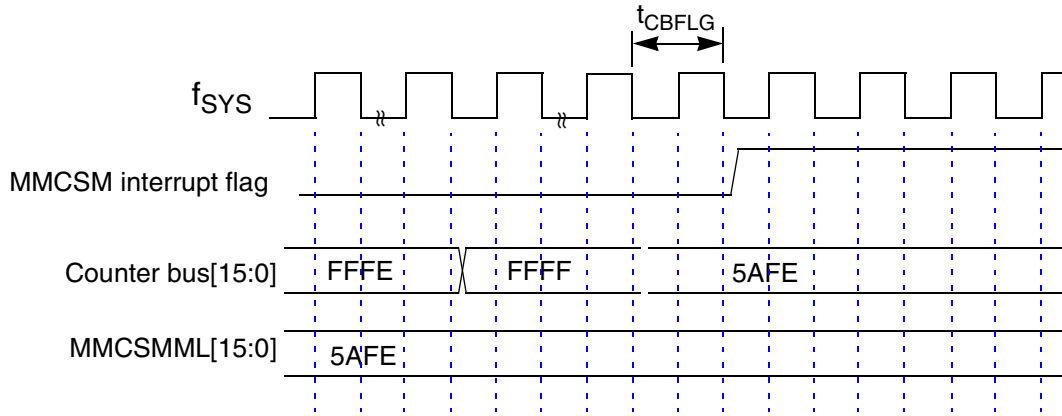 tCBFLG
fSYS
MMCSM interrupt flag
Counter bus[15:0]
FFFE
FFFF
5AFE
MMCSMML[15:0]
5AFE